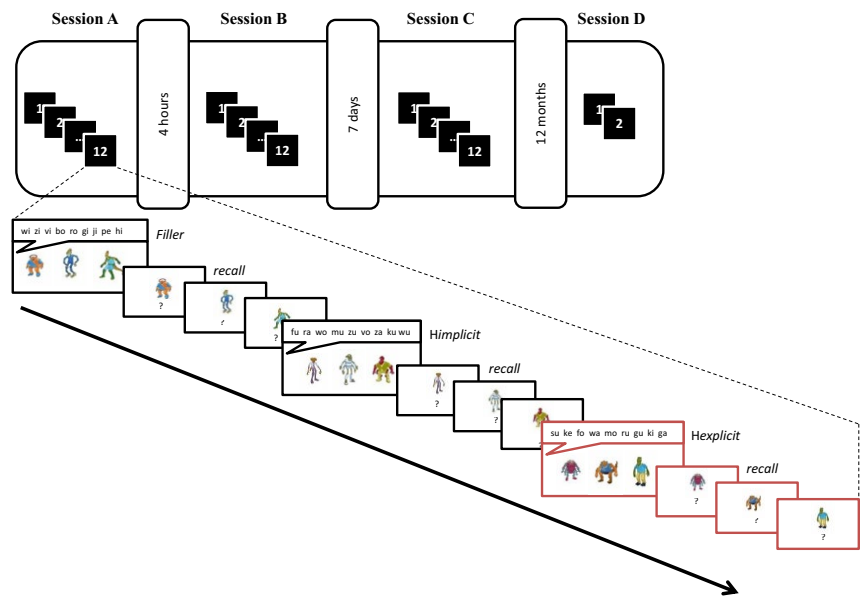 Session A
Session B
Session C
Session D
1
2
..
12
4 hours
1
2
..
12
7 days
1
2
..
12
12 months
1
2
wi zi vi bo ro gi ji pe hi
Filler
recall
?
?
?
fu ra wo mu zu vo za ku wu
Himplicit
recall
?
?
su ke fo wa mo ru gu ki ga
Hexplicit
recall
?
?
?